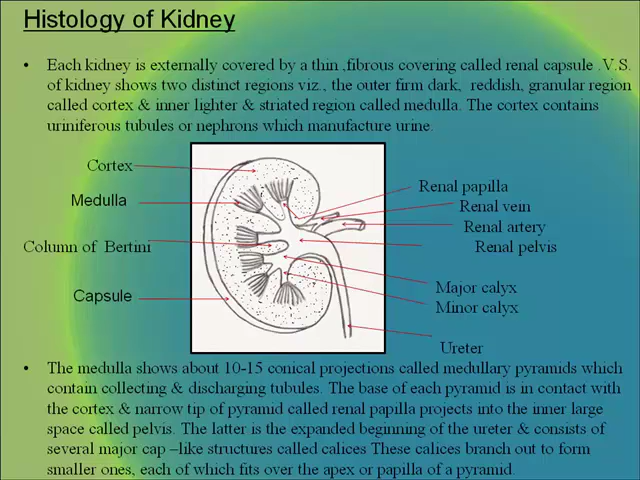 Histology of Kidney
• Each kidney is externally covered by a thin ,fibrous covering called renal capsule .V.S.
of kidney shows two distinct regions viz., the outer firm dark, reddish, granular region
called cortex & inner lighter & striated region called medulla. The cortex contains
uriniferous tubules or nephrons which manufacture urine.
Cortex
Medulla
Column of Bertini
Capsule
Renal papilla
Renal vein
Renal artery
Renal pelvis
Major calyx
Minor calyx
Ureter
• The medulla shows about 10-15 conical projections called medullary pyramids which
contain collecting & discharging tubules. The base of each pyramid is in contact with
the cortex & narrow tip of pyramid called renal papilla projects into the inner large
space called pelvis. The latter is the expanded beginning of the ureter & consists of
several major cap –like structures called calices These calices branch out to form
smaller ones, each of which fits over the apex or papilla of a pyramid.